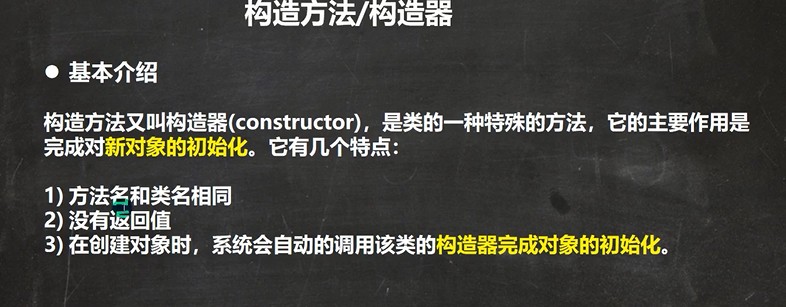 构造方法/构造器
● 基本介绍
构造方法又叫构造器(constructor)，是类的一种特殊的方法，它的主要作用是
完成对新对象的初始化。它有几个特点：
1) 方法名和类名相同
2) 没有返回值
3) 在创建对象时，系统会自动的调用该类的构造器完成对象的初始化。